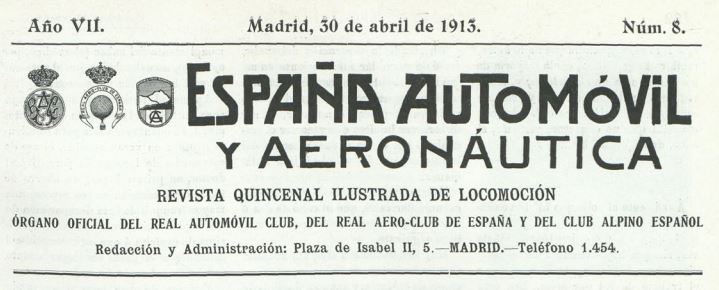 Año VII.
Madrid, 30 de abril de 1913.
Núm. 8.
ESPAÑA AUTOMÓVIL
Y AERONÁUTICA
REVISTA QUINCENAL ILUSTRADA DE LOCOMOCIÓN
ÓRGANO OFICIAL DEL REAL AUTOMÓVIL CLUB, DEL REAL AERO-CLUB DE ESPAÑA Y DEL CLUB ALPINO ESPAÑOL
Redacción y Administración: Plaza de Isabel II, 5.—MADRID.—Teléfono 1.454.